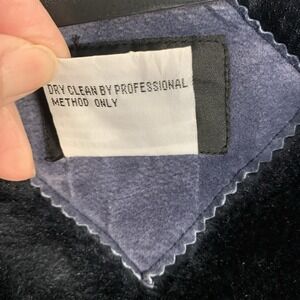 DRY CLEAN BY PROFESSIONAL
METHOD ONLY